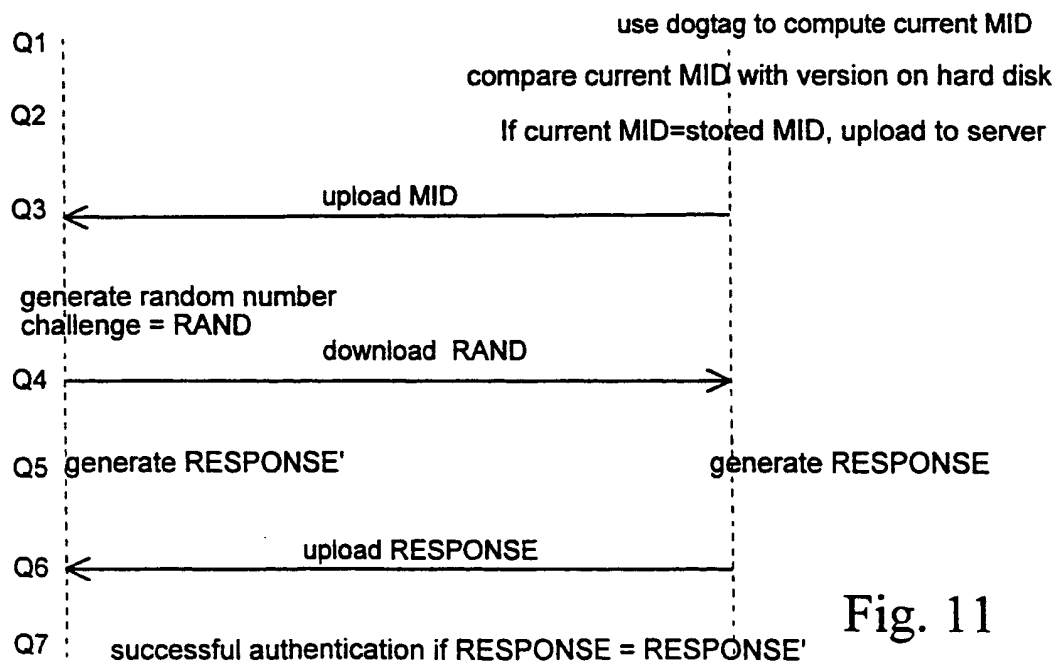 use dogtag to compute current MID
Q1
compare current MID with version on hard disk
Q2
If current MID=stored MID, upload to server
upload MID
Q3
generate random number
challenge = RAND
download RAND
Q4
Q5 generate RESPONSE' generate RESPONSE
upload RESPONSE
Q6
Fig. 11
Q7 successful authentication if RESPONSE = RESPONSE'